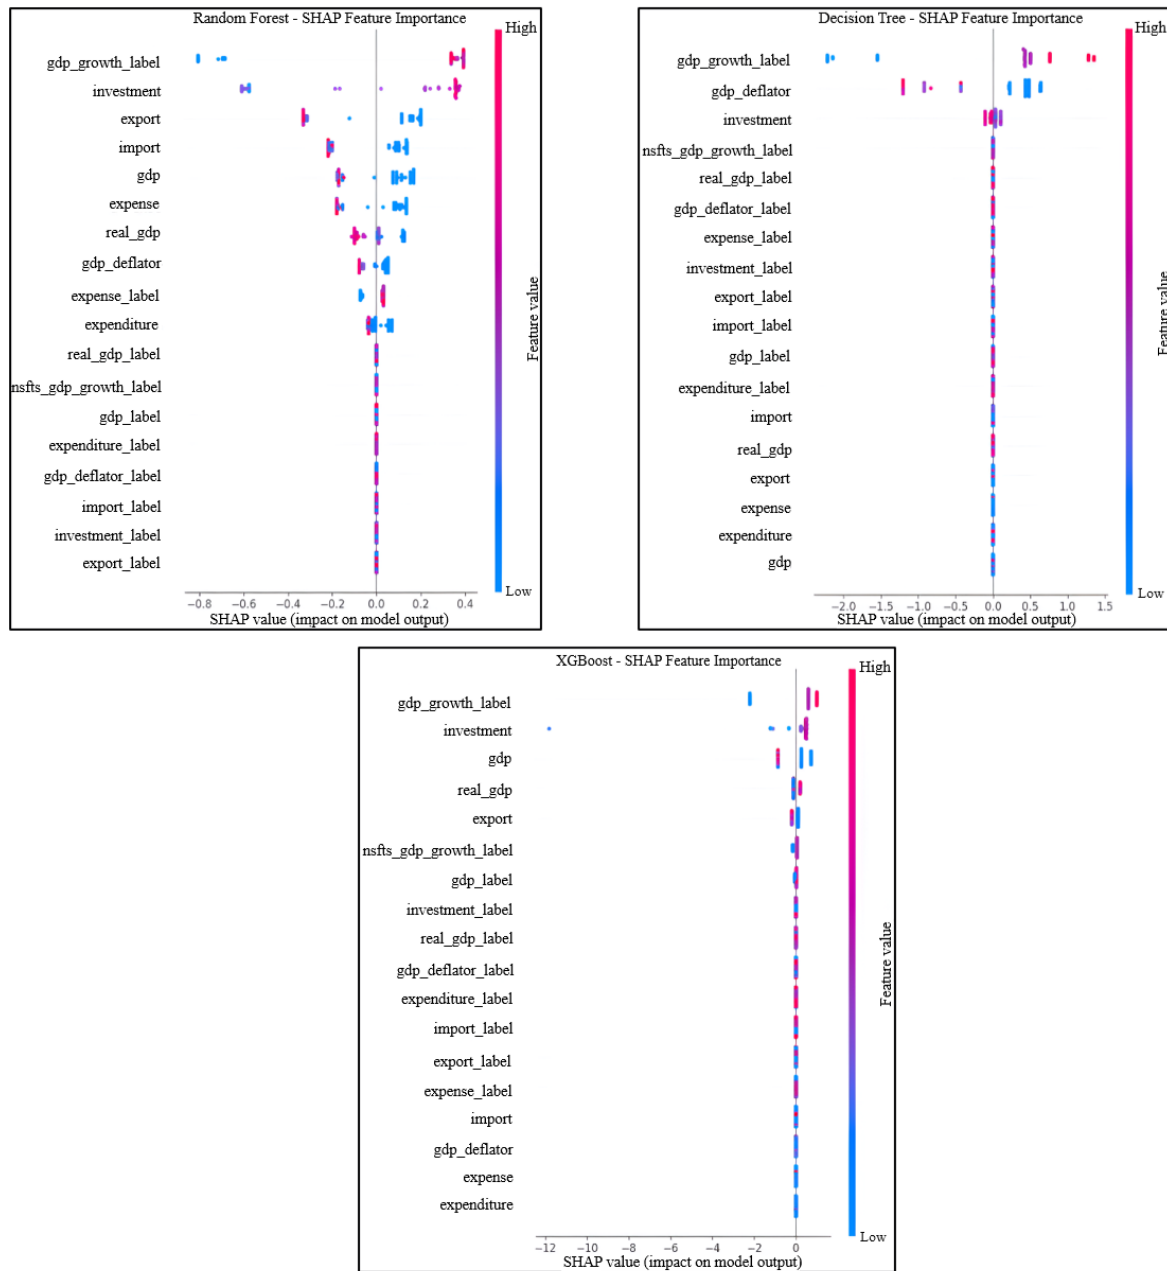 Random Forest - SHAP Feature Importance
High
gdp_growth_label
investment
export
import
gdp
expense
real_gdp
gdp_deflator
expense_label
expenditure
real_gdp_label
nsfts_gdp_growth_label
gdp_label
expenditure_label
gdp_deflator_label
import_label
investment_label
export_label
Feature value
Low
−0.8 −0.6 −0.4 −0.2 0.0 0.2 0.4
SHAP value (impact on model output)
Decision Tree - SHAP Feature Importance
High
gdp_growth_label
gdp_deflator
investment
nsfts_gdp_growth_label
real_gdp_label
gdp_deflator_label
expense_label
investment_label
export_label
import_label
gdp_label
expenditure_label
import
real_gdp
export
expense
expenditure
gdp
Feature value
Low
−2.0 −1.5 −1.0 −0.5 0.0 0.5 1.0 1.5
SHAP value (impact on model output)
XGBoost - SHAP Feature Importance
High
gdp_growth_label
investment
gdp
real_gdp
export
nsfts_gdp_growth_label
gdp_label
investment_label
real_gdp_label
gdp_deflator_label
expenditure_label
import_label
export_label
expense_label
import
gdp_deflator
expense
expenditure
Feature value
Low
−12 −10 −8 −6 −4 −2 0
SHAP value (impact on model output)